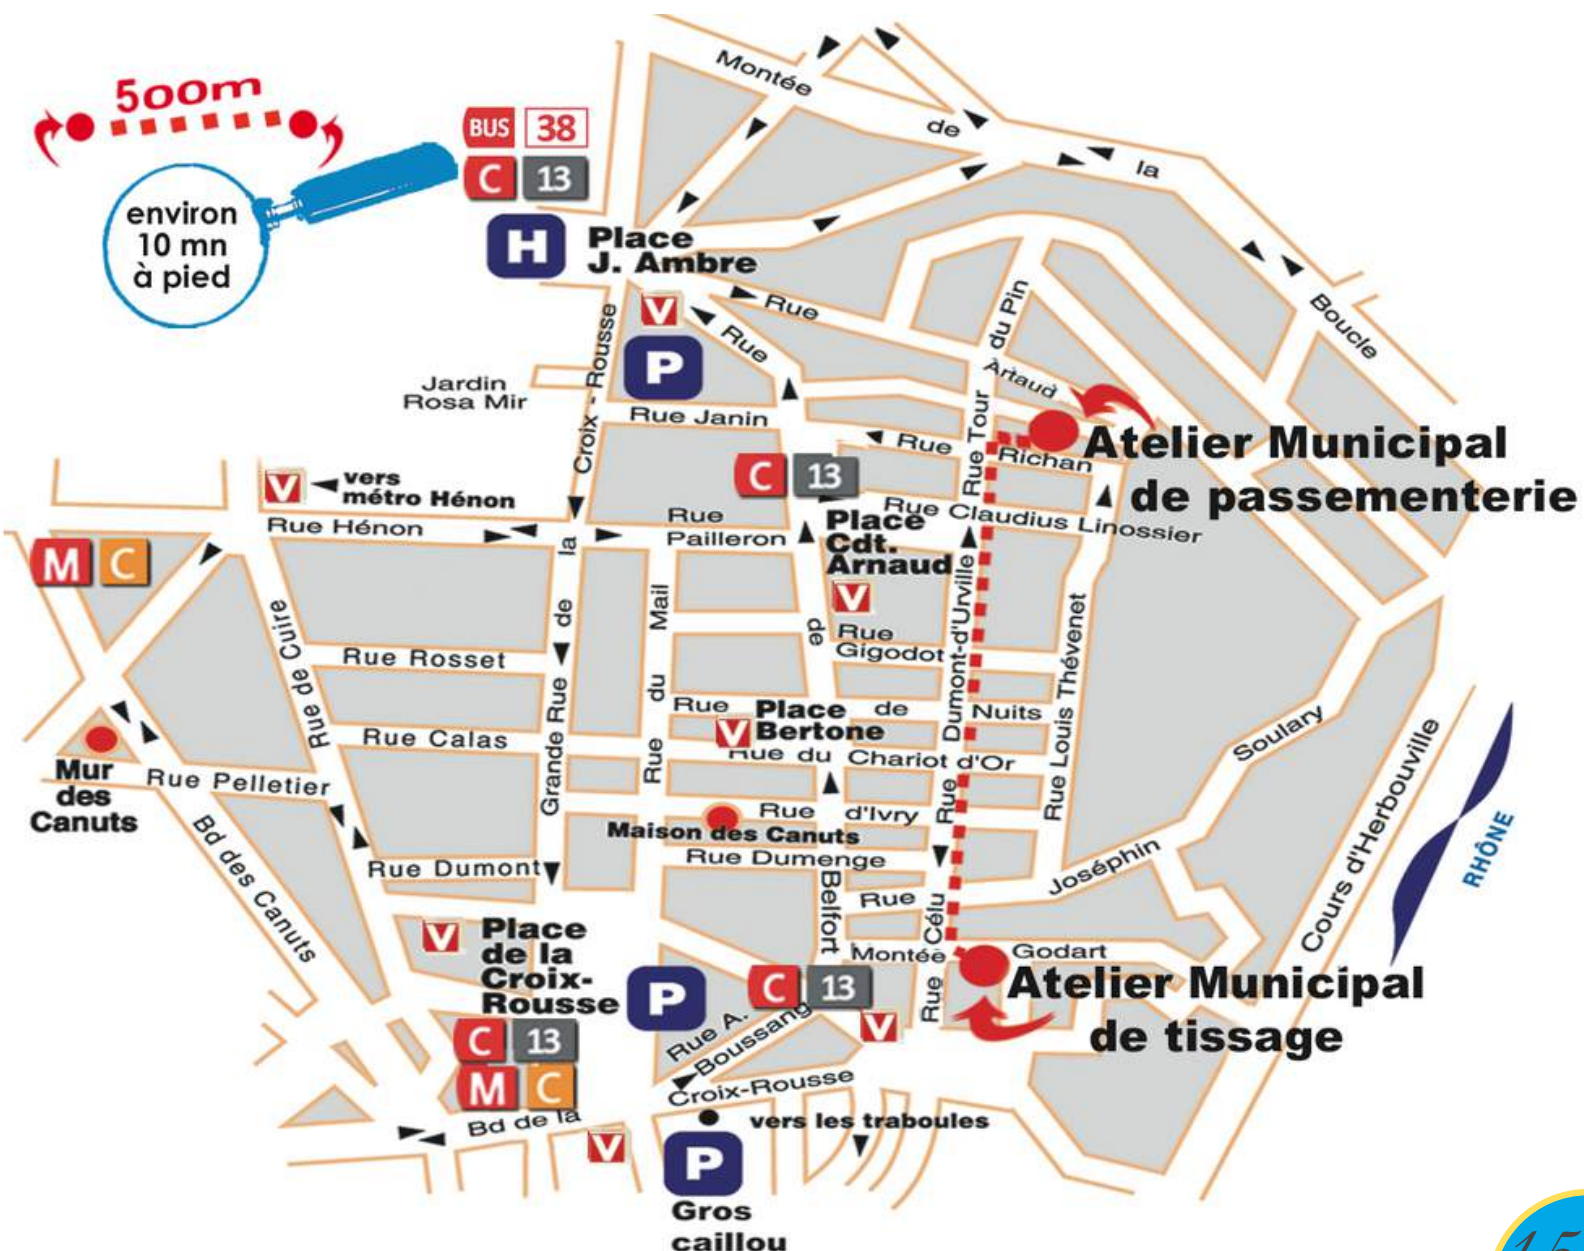 500m
environ
10 mn
à pied
BUS 38
C 13
H
Place
J. Ambre
Montée
de
la
Boucle
V
P
Rue
Rue
du Pin
Artaud
Jardin
Rosa Mir
Croix - Rousse
Rue Janin
Rue Tour
Rue
Richan
Atelier Municipal
de passementerie
V
vers
métro Hénon
C 13
Rue Hénon
Rue
Pailleron
Rue Claudius Linossier
Place
Cdt.
Arnaud
V
M C
la
de
Grande Rue
Mail
du
Rue
de
Belfort
Rue
Gigodot
Rue Dumont-d'Urville
Rue Louis Thévenet
Rue de Cuire
Rue Rosset
Rue
de
Nuits
V
Place
Bertone
Rue Calas
Rue du Chariot d'Or
Soulary
Cours d'Herbouville
RHÔNE
Mur
des
Canuts
Rue Pelletier
Rue d'Ivry
Maison des Canuts
Rue Dumenge
Rue Dumont
Bd des Canuts
Rue
Joséphin
Rue Célu
Montée
Godart
V
Place
de la
Croix-
Rousse
P
C 13
C 13
M C
Atelier Municipal
de tissage
V
Rue A.
Boussang
Bd de la
Croix-Rousse
V
vers les traboules
P
Gros
caillou
15